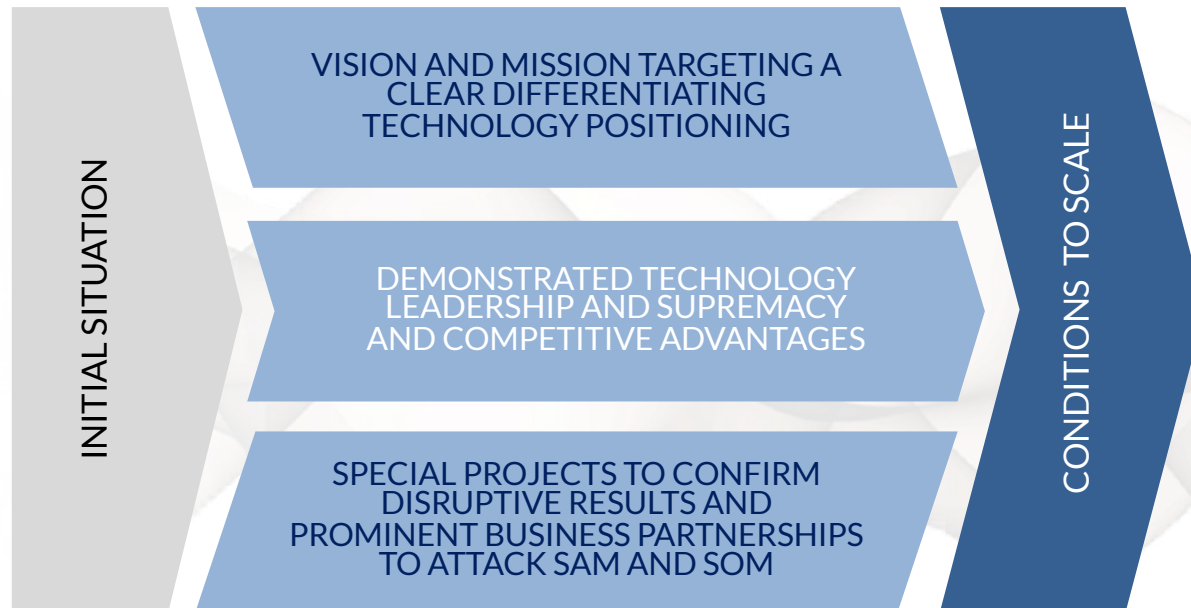 INITIAL SITUATION
VISION AND MISSION TARGETING A
CLEAR DIFFERENTIATING
TECHNOLOGY POSITIONING
DEMONSTRATED TECHNOLOGY
LEADERSHIP AND SUPREMACY
AND COMPETITIVE ADVANTAGES
SPECIAL PROJECTS TO CONFIRM
DISRUPTIVE RESULTS AND
PROMINENT BUSINESS PARTNERSHIPS
TO ATTACK SAM AND SOM
CONDITIONS TO SCALE